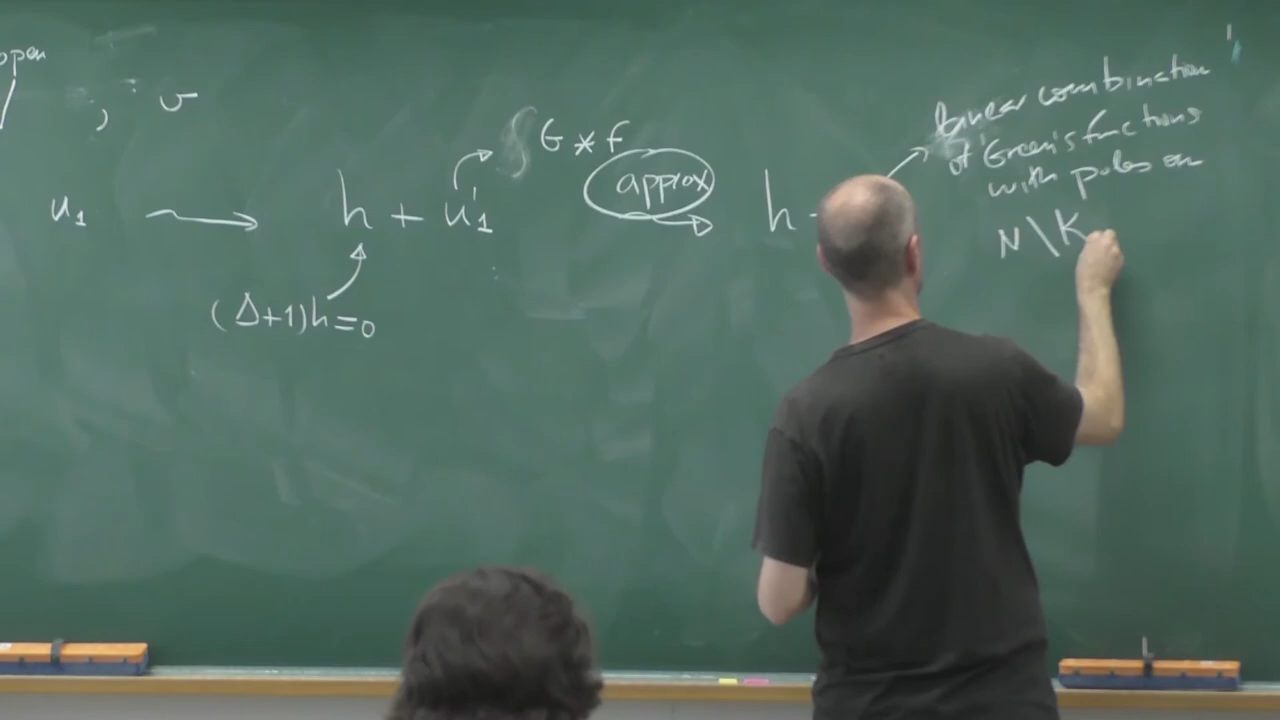 open
, υ
G * f
u₁ → h + u₁' approx → h -
linear combination
of Green's functions
with poles on
N \ K
(Δ+1)h=0